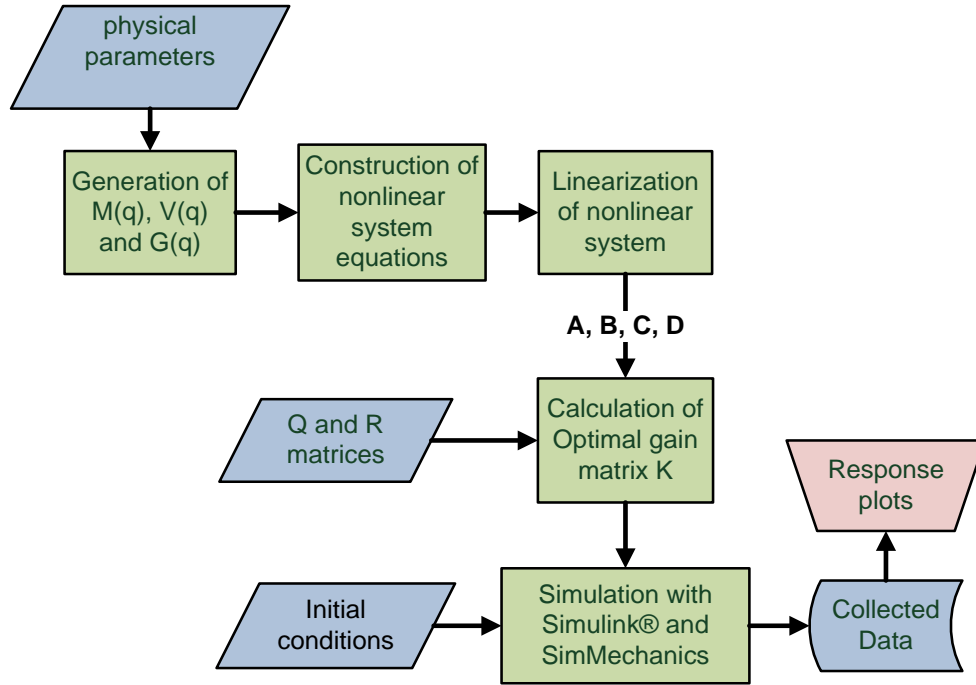 physical
parameters
Generation of
M(q), V(q)
and G(q)
Construction of
nonlinear
system
equations
Linearization
of nonlinear
system
A, B, C, D
Q and R
matrices
Calculation of
Optimal gain
matrix K
Response
plots
Initial
conditions
Simulation with
Simulink® and
SimMechanics
Collected
Data